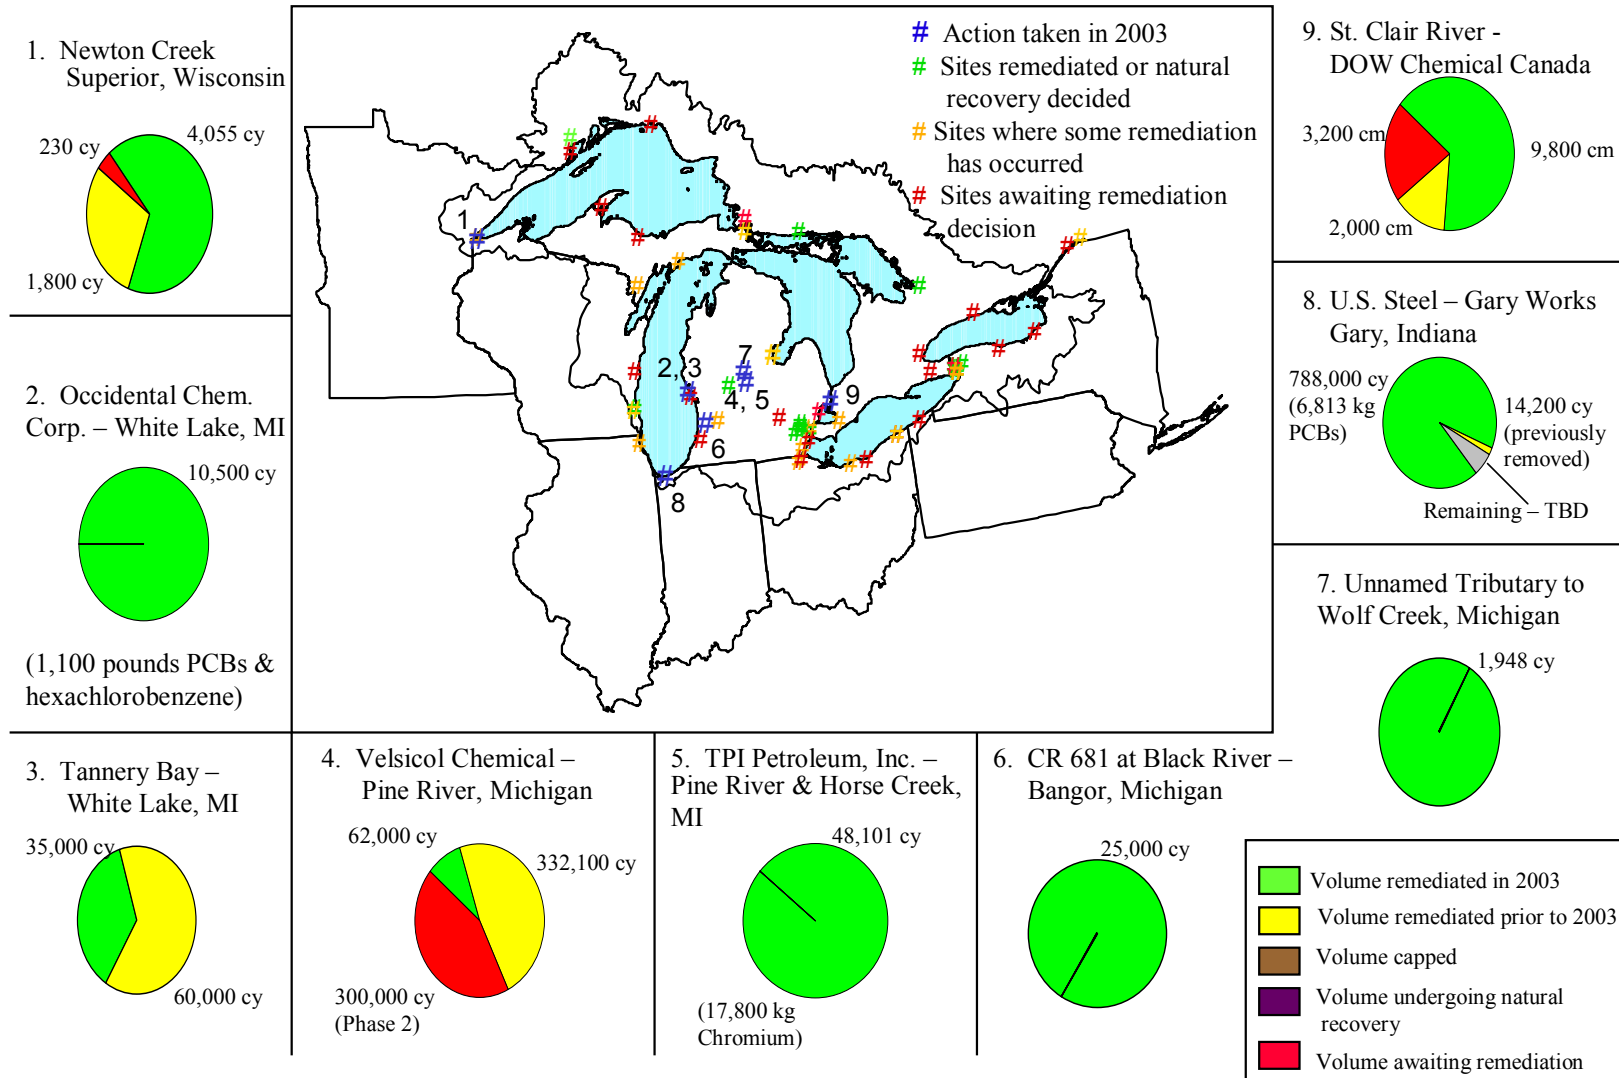 1. Newton Creek
Superior, Wisconsin
230 cy
4,055 cy
1,800 cy
2. Occidental Chem.
Corp. – White Lake, MI
10,500 cy
(1,100 pounds PCBs &
hexachlorobenzene)
3. Tannery Bay –
White Lake, MI
35,000 cy
60,000 cy
4. Velsicol Chemical –
Pine River, Michigan
62,000 cy
332,100 cy
300,000 cy
(Phase 2)
5. TPI Petroleum, Inc. –
Pine River & Horse Creek,
MI
48,101 cy
(17,800 kg
Chromium)
6. CR 681 at Black River –
Bangor, Michigan
25,000 cy
7. Unnamed Tributary to
Wolf Creek, Michigan
1,948 cy
8. U.S. Steel – Gary Works
Gary, Indiana
788,000 cy
(6,813 kg
PCBs)
14,200 cy
(previously
removed)
Remaining – TBD
9. St. Clair River -
DOW Chemical Canada
3,200 cm
9,800 cm
2,000 cm
# Action taken in 2003
# Sites remediated or natural
recovery decided
# Sites where some remediation
has occurred
# Sites awaiting remediation
decision
1
2, 3
7
4, 5
9
6
8
Volume remediated in 2003
Volume remediated prior to 2003
Volume capped
Volume undergoing natural
recovery
Volume awaiting remediation